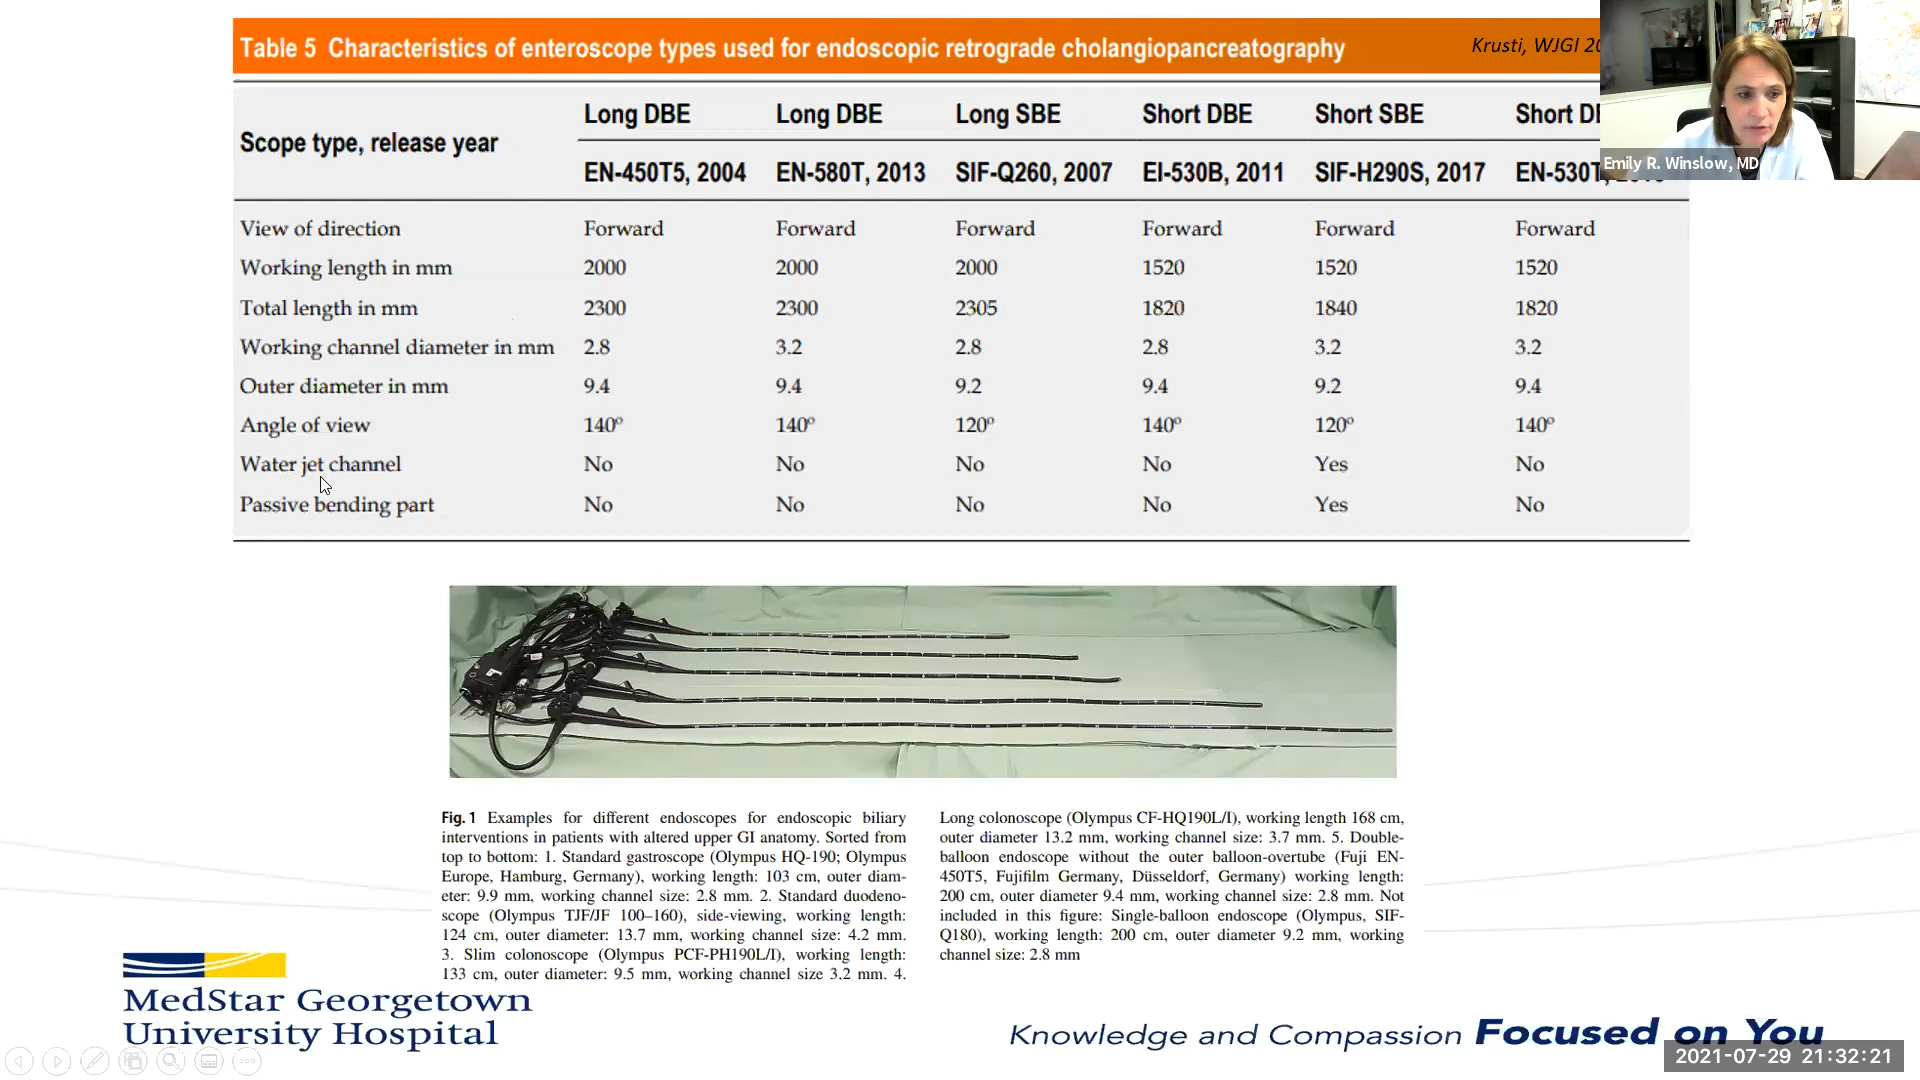 Table 5 Characteristics of enteroscope types used for endoscopic retrograde cholangiopancreatography
Krusti, WJGI
Scope type, release year
Long DBE Long DBE Long SBE Short DBE Short SBE Short
EN-450T5, 2004 EN-580T, 2013 SIF-Q260, 2007 EI-530B, 2011 SIF-H290S, 2017 EN-530T,
View of direction Forward Forward Forward Forward Forward Forward
Working length in mm 2000 2000 2000 1520 1520 1520
Total length in mm 2300 2300 2305 1820 1840 1820
Working channel diameter in mm 2.8 3.2 2.8 2.8 3.2 3.2
Outer diameter in mm 9.4 9.4 9.2 9.4 9.2 9.4
Angle of view 140º 140º 120º 140º 120º 140º
Water jet channel No No No No Yes No
Passive bending part No No No No Yes No
Emily R. Winslow, MD
Fig. 1 Examples for different endoscopes for endoscopic biliary
interventions in patients with altered upper GI anatomy. Sorted from
top to bottom: 1. Standard gastroscope (Olympus HQ-190; Olympus
Europe, Hamburg, Germany), working length: 103 cm, outer diam-
eter: 9.9 mm, working channel size: 2.8 mm. 2. Standard duodeno-
scope (Olympus TJF/JF 100–160), side-viewing, working length:
124 cm, outer diameter: 13.7 mm, working channel size: 4.2 mm.
3. Slim colonoscope (Olympus PCF-PH190L/I), working length:
133 cm, outer diameter: 9.5 mm, working channel size 3.2 mm. 4.
Long colonoscope (Olympus CF-HQ190L/I), working length 168 cm,
outer diameter 13.2 mm, working channel size: 3.7 mm. 5. Double-
balloon endoscope without the outer balloon-overtube (Fuji EN-
450T5, Fujifilm Germany, Düsseldorf, Germany) working length:
200 cm, outer diameter 9.4 mm, working channel size: 2.8 mm. Not
included in this figure: Single-balloon endoscope (Olympus, SIF-
Q180), working length: 200 cm, outer diameter 9.2 mm, working
channel size: 2.8 mm
MedStar Georgetown
University Hospital
Knowledge and Compassion Focused on You
2021-07-29 21:32:21